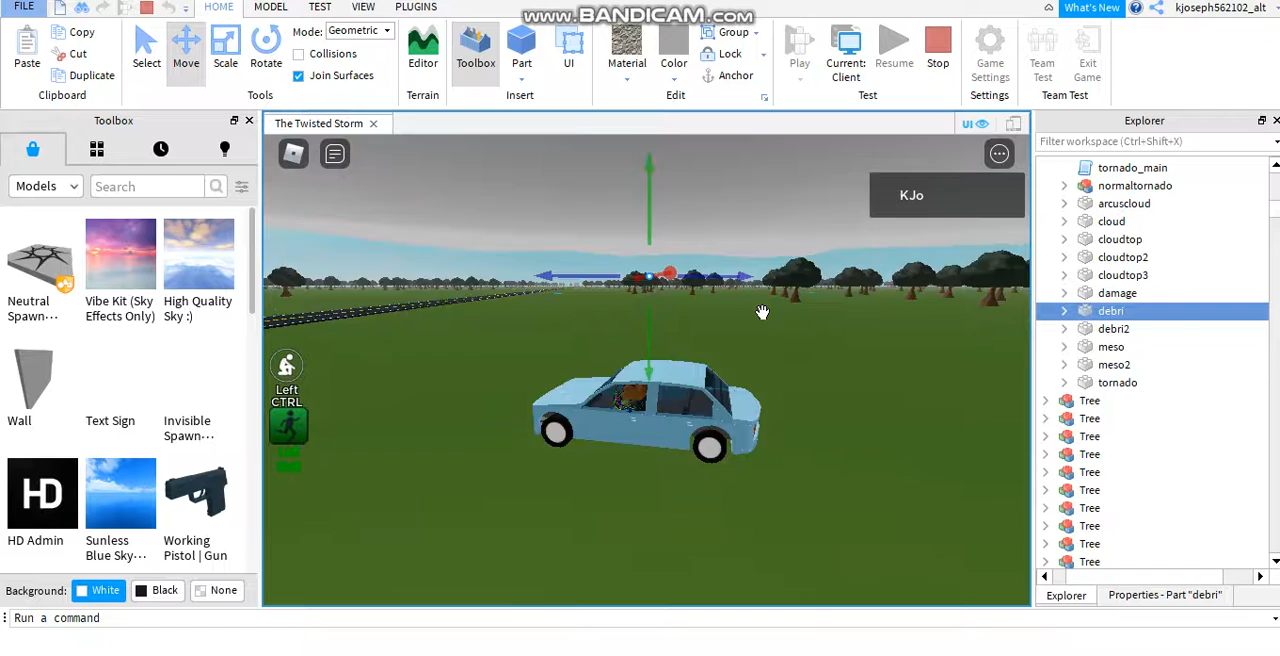 www.BANDICAM.com
FILE
HOME
MODEL
TEST
VIEW
PLUGINS
What's New
kjoseph562102_alt
Paste
Copy
Cut
Duplicate
Clipboard
Select
Move
Scale
Rotate
Mode: Geometric
Collisions
Join Surfaces
Tools
Editor
Terrain
Toolbox
Part
UI
Insert
Material
Color
Group
Lock
Anchor
Edit
Play
Current:
Client
Resume
Stop
Test
Game
Settings
Settings
Team
Test
Exit
Game
Team Test
Toolbox
Models
Search
Neutral
Spawn···
Vibe Kit (Sky
Effects Only)
High Quality
Sky :)
Wall
Text Sign
Invisible
Spawn···
HD
HD Admin
Sunless
Blue Sky···
Working
Pistol | Gun
Background:
White
Black
None
Run a command
The Twisted Storm
UI
KJo
Left
CTRL
Explorer
Filter workspace (Ctrl+Shift+X)
tornado_main
normaltornado
arcuscloud
cloud
cloudtop
cloudtop2
cloudtop3
damage
debri
debri2
meso
meso2
tornado
Tree
Tree
Tree
Tree
Tree
Tree
Tree
Tree
Tree
Tree
Explorer
Properties - Part "debri"